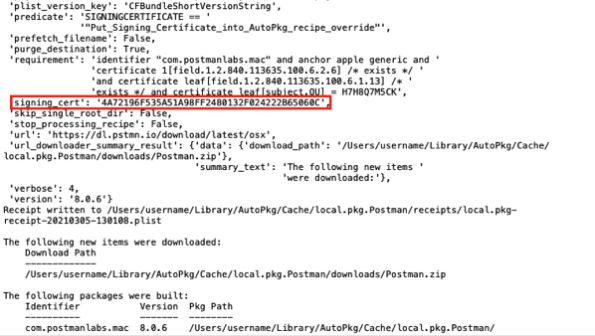 'plist_version_key': 'CFBundleShortVersionString',
'predicate': 'SIGNINGCERTIFICATE == '
'"Put_Signing_Certificate_into_AutoPkg_recipe_override"',
'prefetch_filename': False,
'purge_destination': True,
'requirement': 'identifier "com.postmanlabs.mac" and anchor apple generic and '
'certificate 1[field.1.2.840.113635.100.6.2.6] /* exists */ '
'and certificate leaf[field.1.2.840.113635.100.6.1.13] /* '
'exists */ and certificate leaf[subject.OU] = H7H8Q7M5CK',
'signing_cert': '4A72196F535A51A98FF2480132F024222B65060C',
'skip_single_root_dir': False,
'stop_processing_recipe': False,
'url': 'https://dl.pstmn.io/download/latest/osx',
'url_downloader_summary_result': {'data': {'download_path': '/Users/username/Library/AutoPkg/Cache/
local.pkg.Postman/downloads/Postman.zip'},
'summary_text': 'The following new items '
'were downloaded:'},
'verbose': 4,
'version': '8.0.6'}
Receipt written to /Users/username/Library/AutoPkg/Cache/local.pkg.Postman/receipts/local.pkg-
receipt-20210305-130108.plist
The following new items were downloaded:
Download Path
-------------
/Users/username/Library/AutoPkg/Cache/local.pkg.Postman/downloads/Postman.zip
The following packages were built:
Identifier Version Pkg Path
---------- ------- --------
com.postmanlabs.mac 8.0.6 /Users/username/Library/AutoPkg/Cache/local.pkg.Postman/